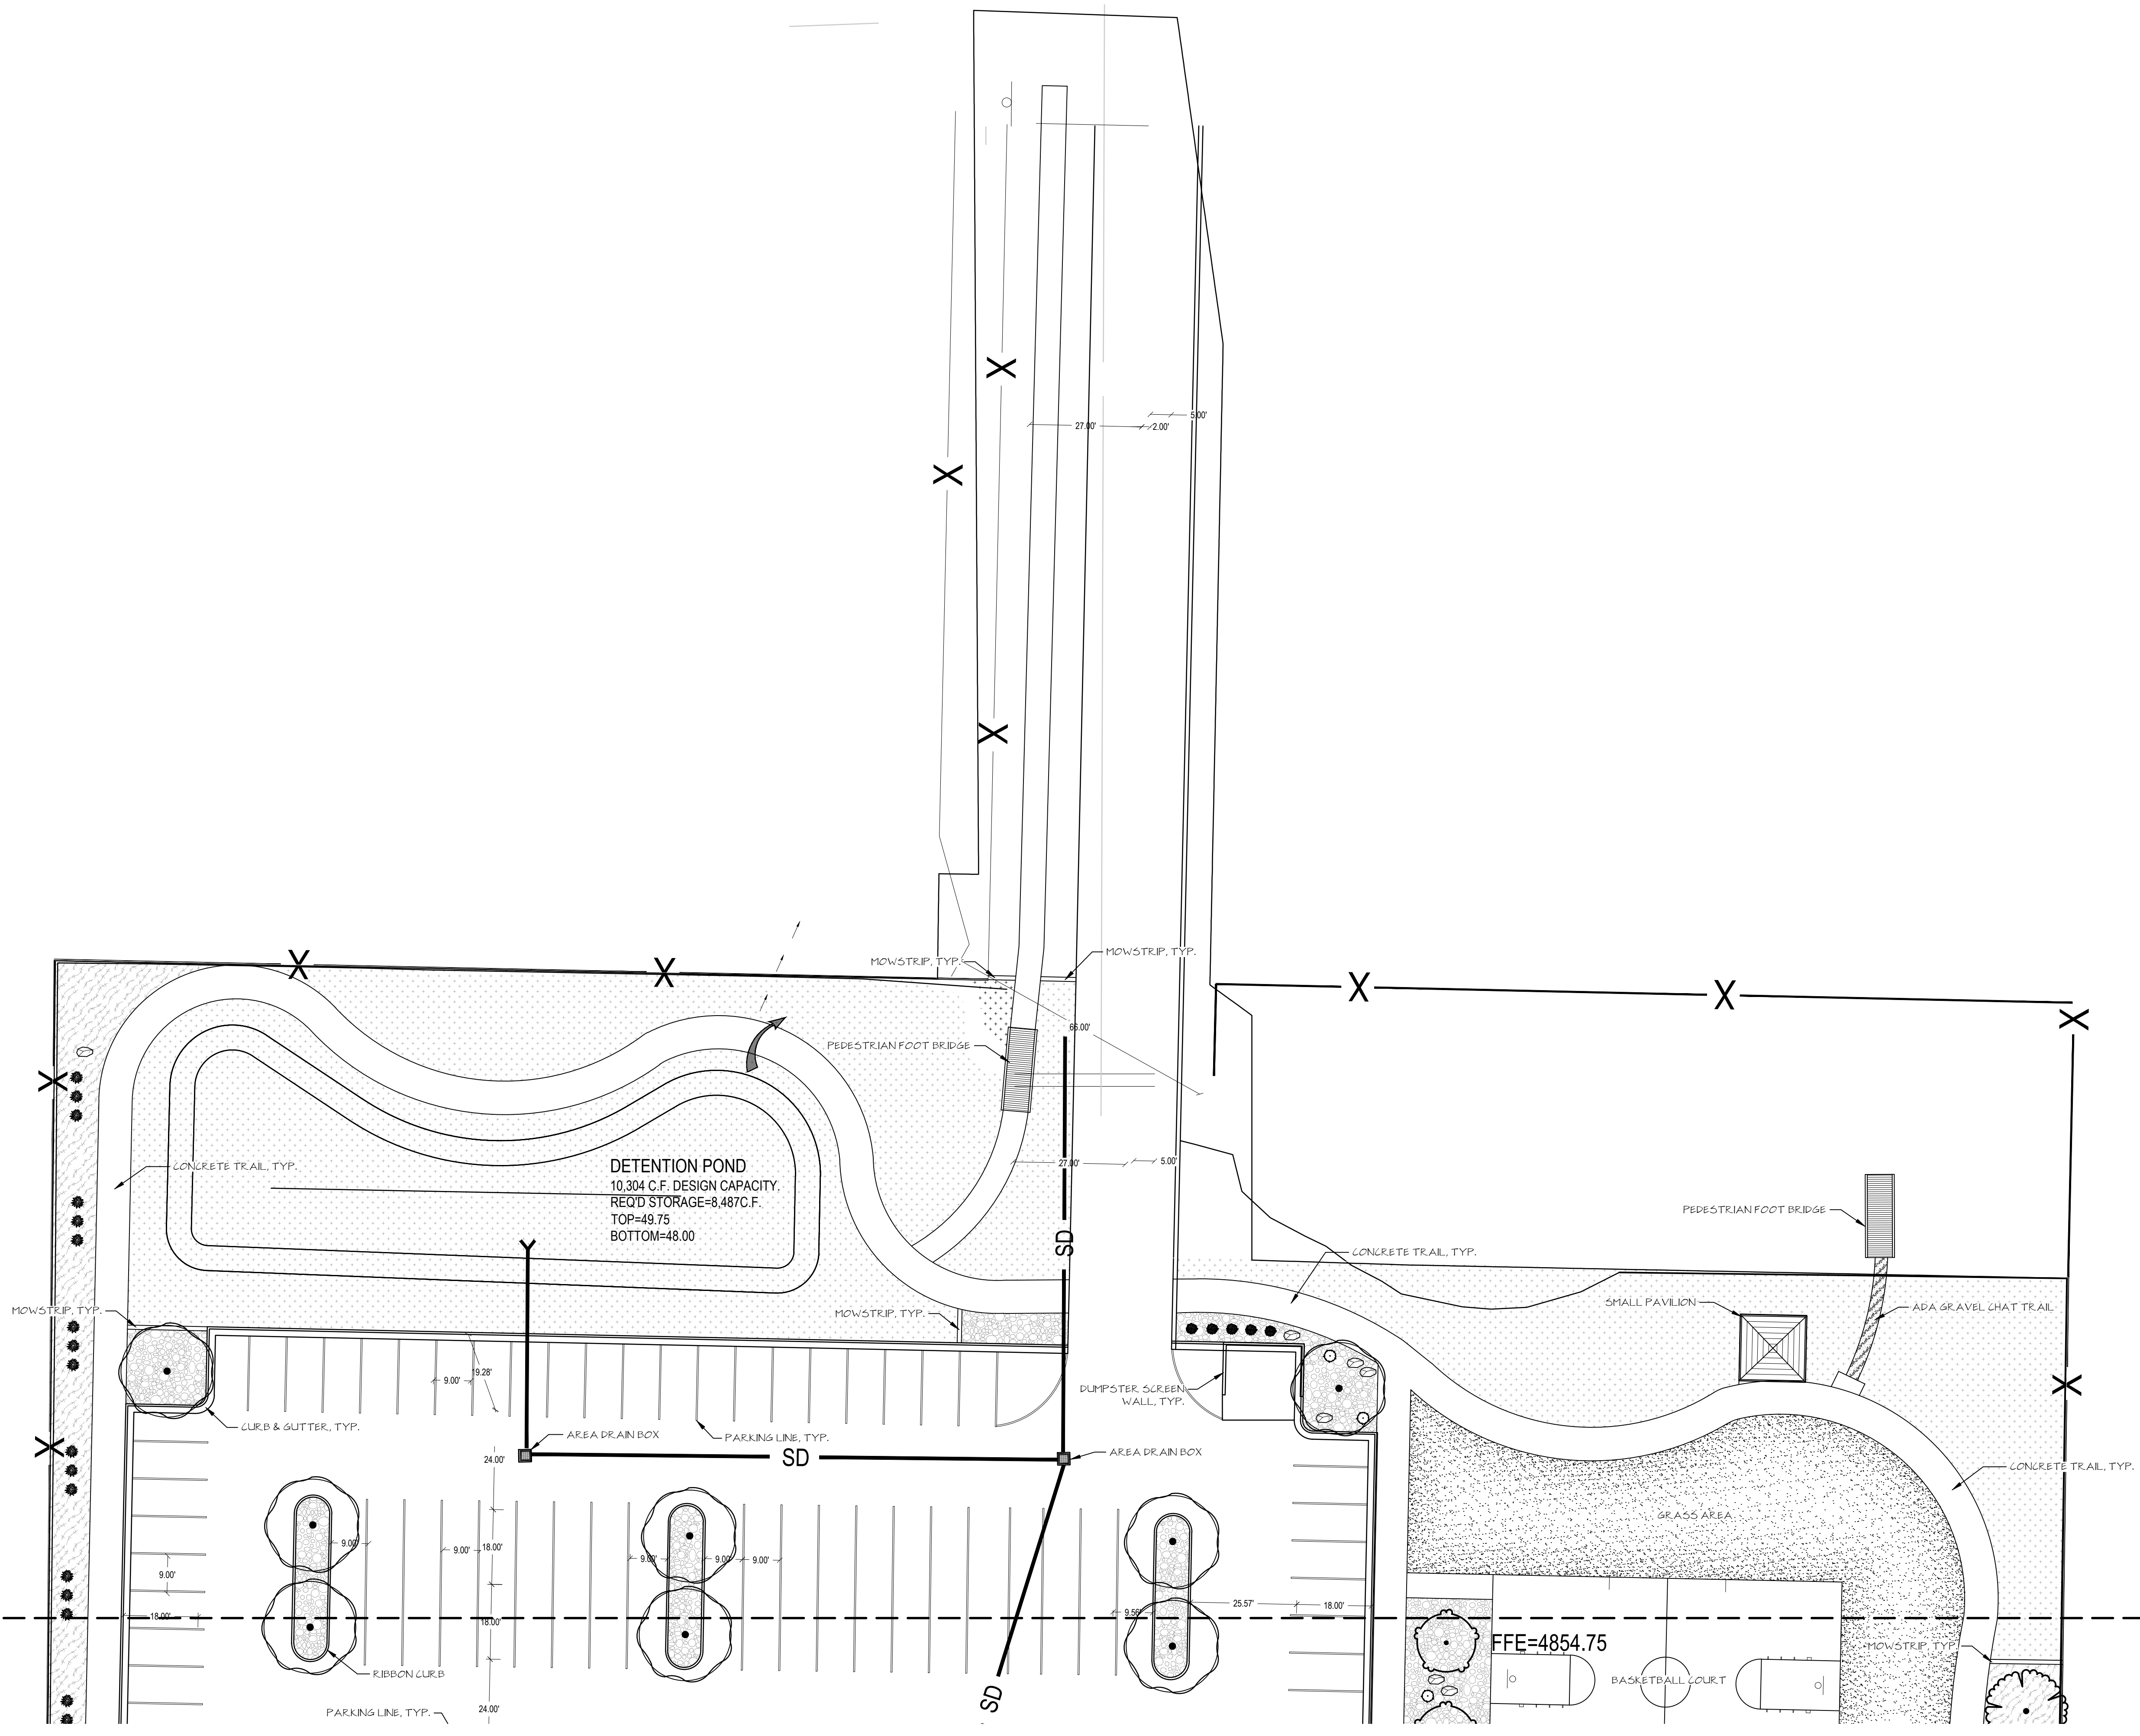 X
5.00'
27.00'
2.00'
X
X
MOWSTRIP, TYP.
MOWSTRIP, TYP.
X
X
X
X
X
66.00'
PEDESTRIAN FOOT BRIDGE
X
27.00'
5.00'
DETENTION POND
10,304 C.F. DESIGN CAPACITY.
REQ'D STORAGE=8,487C.F.
TOP=49.75
BOTTOM=48.00
CONCRETE TRAIL, TYP.
PEDESTRIAN FOOT BRIDGE
SD
CONCRETE TRAIL, TYP.
MOWSTRIP, TYP.
MOWSTRIP, TYP.
SMALL PAVILION
ADA GRAVEL CHAT TRAIL
9.00'
19.28'
DUMPSTER SCREEN
WALL, TYP.
X
CURB & GUTTER, TYP.
AREA DRAIN BOX
PARKING LINE, TYP.
X
24.00'
SD
AREA DRAIN BOX
CONCRETE TRAIL, TYP.
GRASS AREA
9.00'
9.00'
18.00'
9.00'
9.00'
9.00'
9.00'
18.00'
18.00'
9.56'
25.57'
18.00'
FFE=4854.75
MOWSTRIP, TYP.
RIBBON CURB
BASKETBALL COURT
SD
24.00'
PARKING LINE, TYP.